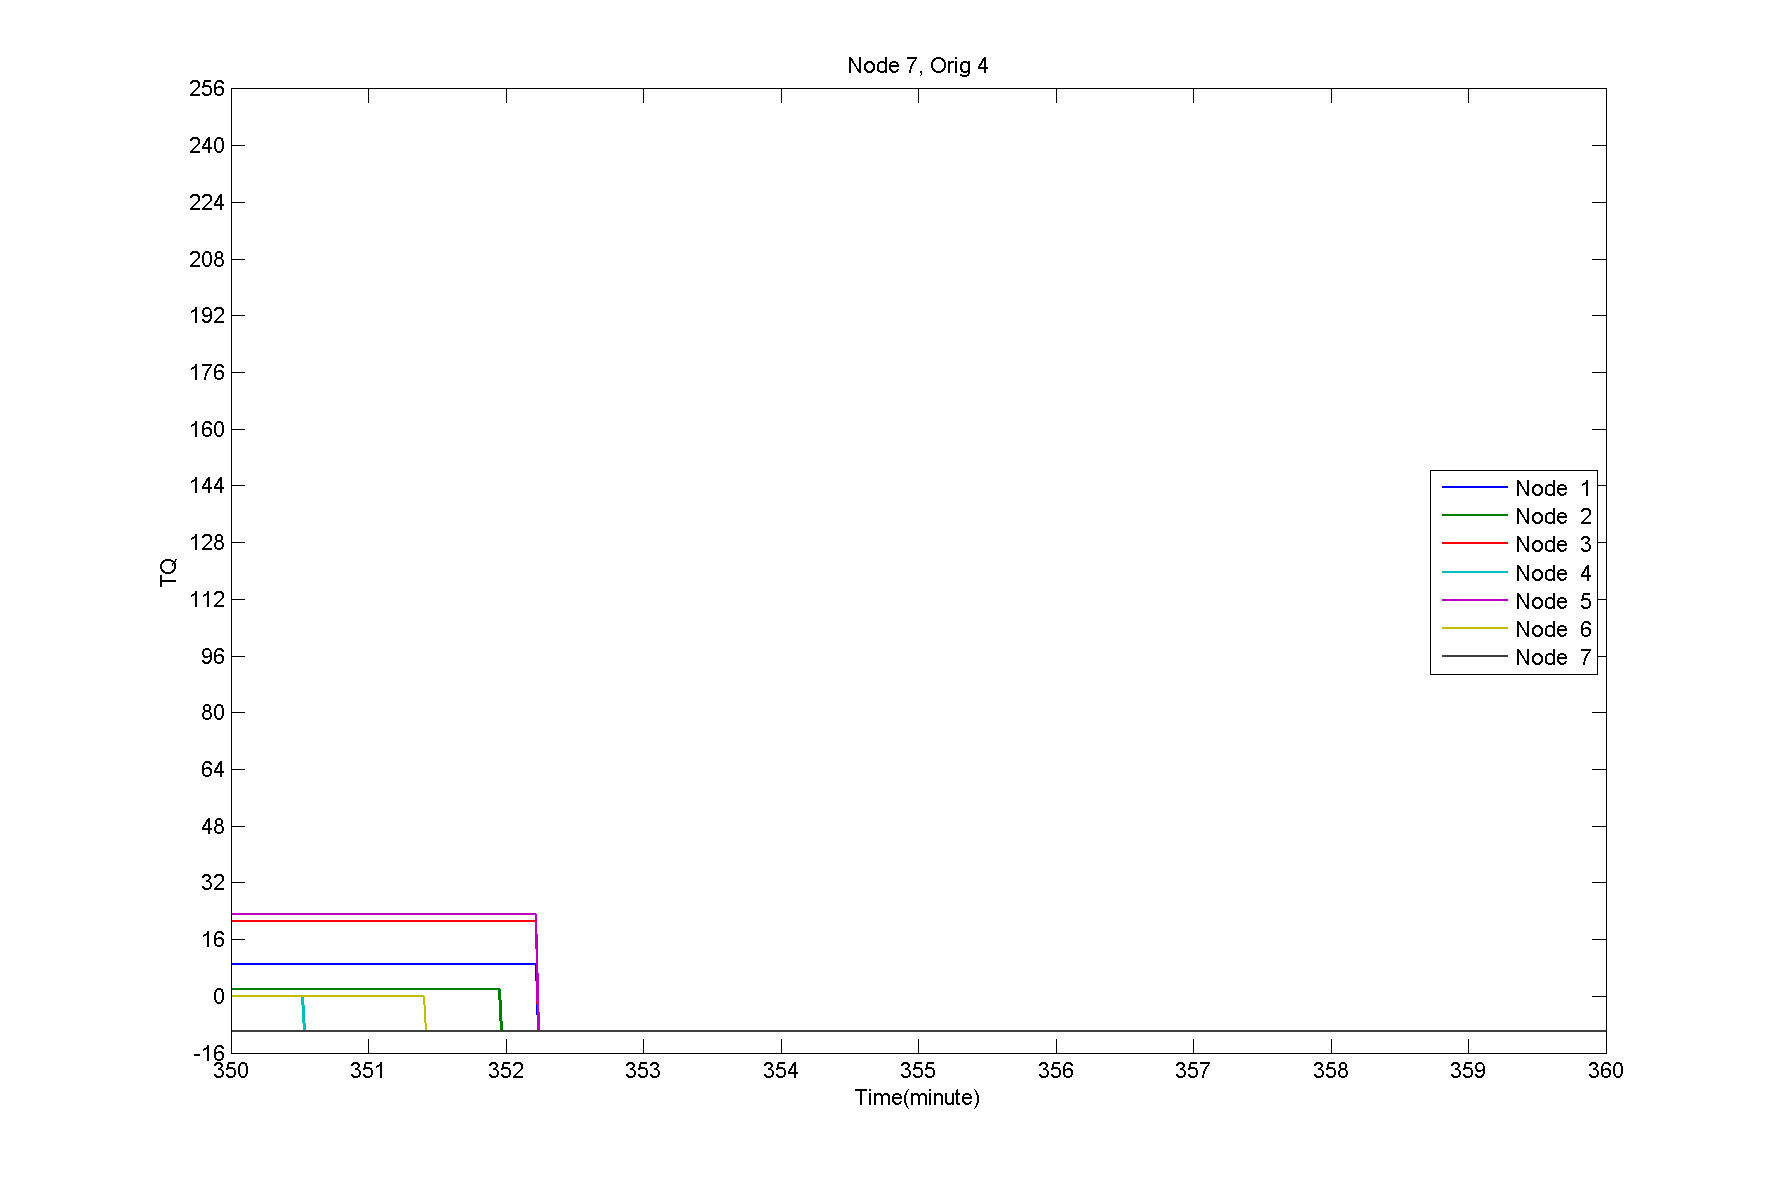 Node 7, Orig 4
256
240
224
208
192
176
160
144
128
112
96
80
64
48
32
16
0
-16
TQ
Node 1
Node 2
Node 3
Node 4
Node 5
Node 6
Node 7
350 351 352 353 354 355 356 357 358 359 360
Time(minute)